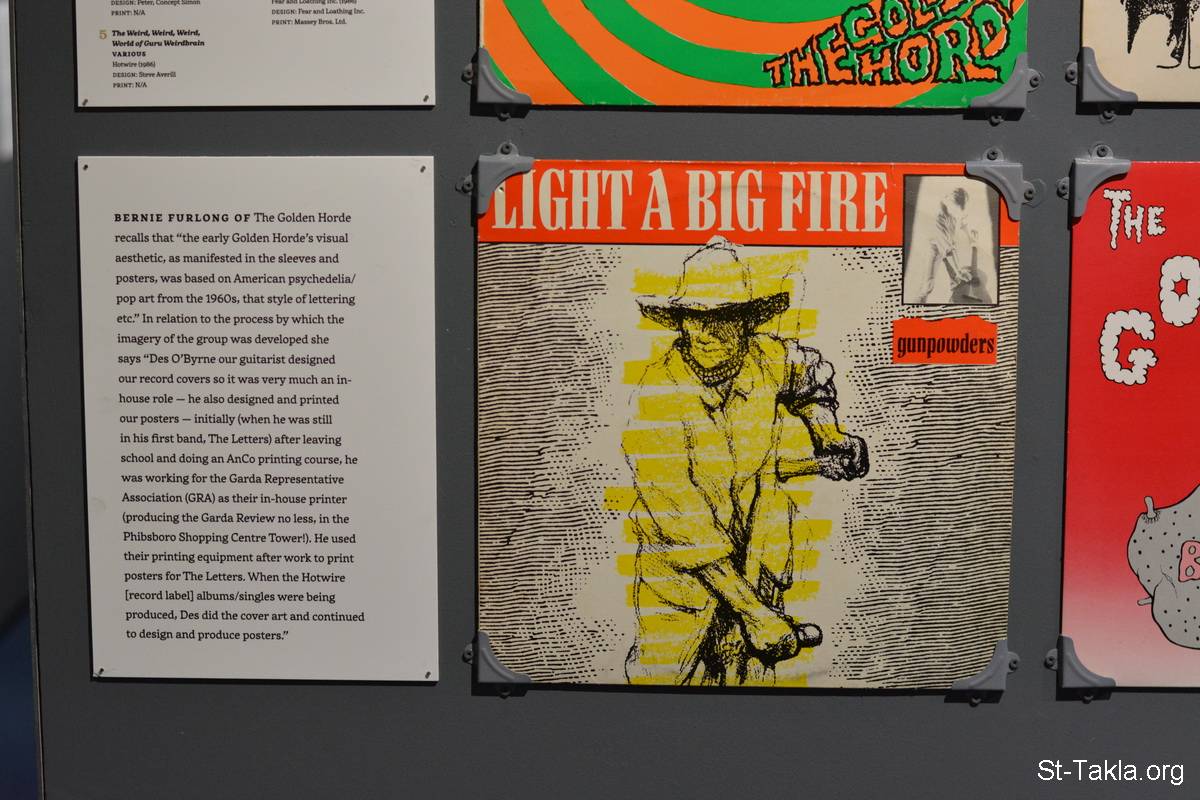 DESIGN: Peter, Concept Simon
PRINT: N/A
5 The Weird, Weird, Weird,
World of Guru Weirdbrain
VARIOUS
Hotwire (1986)
DESIGN: Steve Averill
PRINT: N/A
Fear and Loathing Inc. (1986)
DESIGN: Fear and Loathing Inc.
PRINT: Massey Bros. Ltd.
THE GOLDEN HORDE
BERNIE FURLONG OF The Golden Horde
recalls that “the early Golden Horde’s visual
aesthetic, as manifested in the sleeves and
posters, was based on American psychedelia/
pop art from the 1960s, that style of lettering
etc.” In relation to the process by which the
imagery of the group was developed she
says “Des O’Byrne our guitarist designed
our record covers so it was very much an in-
house role — he also designed and printed
our posters — initially (when he was still
in his first band, The Letters) after leaving
school and doing an AnCo printing course, he
was working for the Garda Representative
Association (GRA) as their in-house printer
(producing the Garda Review no less, in the
Phibsboro Shopping Centre Tower!). He used
their printing equipment after work to print
posters for The Letters. When the Hotwire
[record label] albums/singles were being
produced, Des did the cover art and continued
to design and produce posters.”
LIGHT A BIG FIRE
gunpowders
THE
GO
B
St-Takla.org